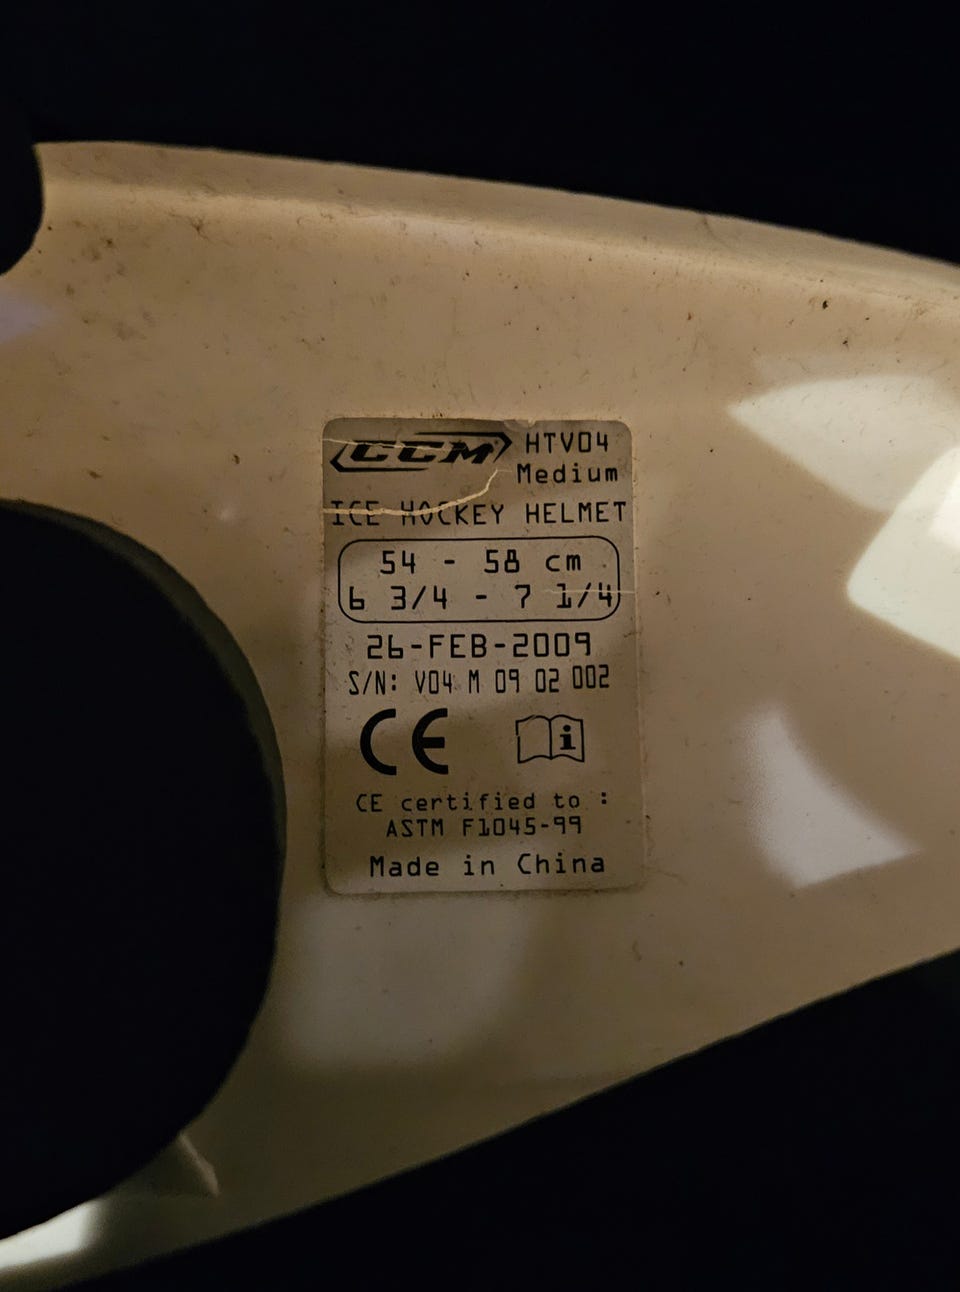 CCM HTV04
Medium
ICE HOCKEY HELMET
54 - 58 cm
6 3/4 - 7 1/4
26-FEB-2009
S/N: V04 M 09 02 002
CE i
CE certified to :
ASTM F1045-99
Made in China